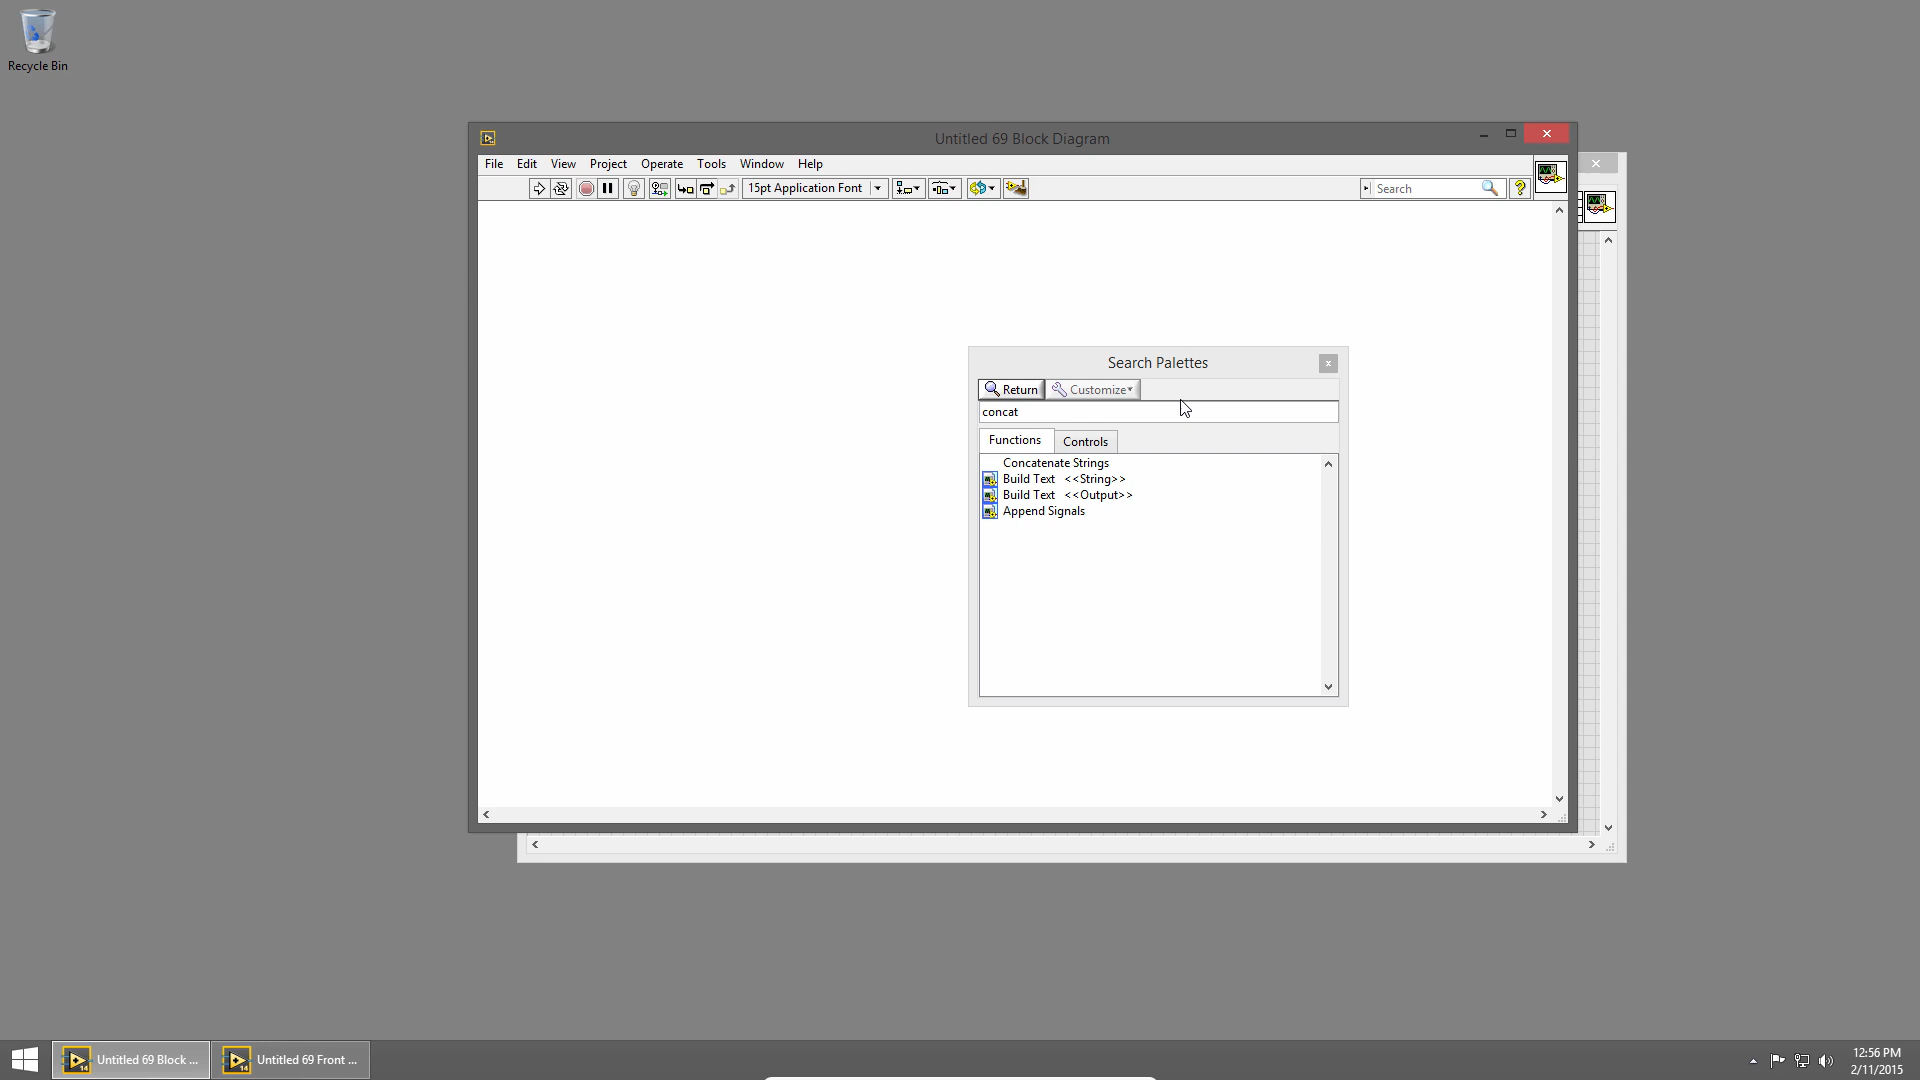 Recycle Bin
Untitled 69 Block Diagram
File Edit View Project Operate Tools Window Help
15pt Application Font
Search
?
Search Palettes
Return Customize
concat
Functions Controls
Concatenate Strings
Build Text <<String>>
Build Text <<Output>>
Append Signals
Untitled 69 Block ...
Untitled 69 Front ...
12:56 PM
2/11/2015